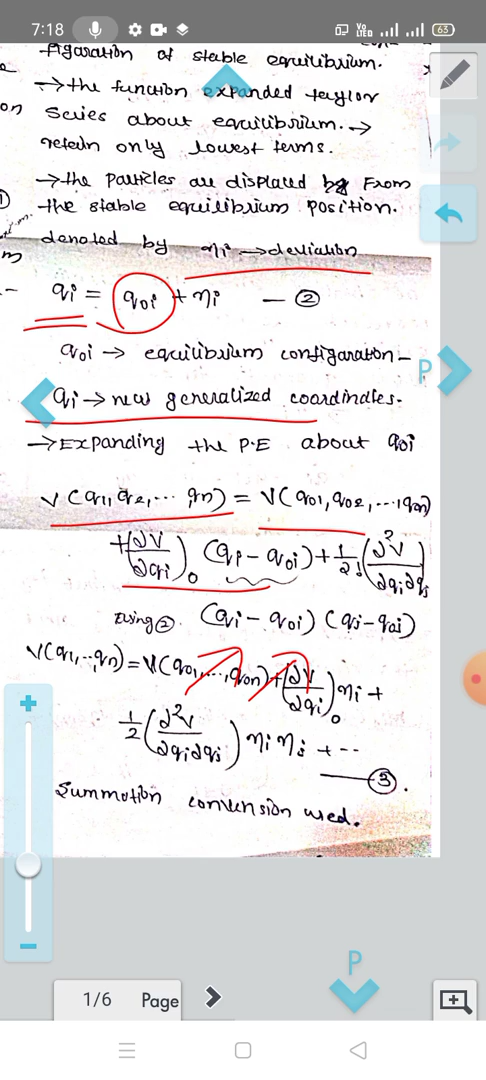 7:18
63
figaration of stable equilibrium.
→the function expanded taylor
on series about equilibrium.→
retein only lowest terms.
→the particles are displaced by From
the stable equilibrium position.
denoted by ηi →deviation
qi = q0i + ηi — ②
q0i → equilibrium configaration -
P
qi → new generalized coordinates.
→Expanding the P.E about q0i
V(q1, q2, ... qn) = V(q01, q02, ..., q0n)
+(∂V/∂qi)0 (qi - q0i) + 1/2! (∂²V/∂qi∂qj)
Using ②. (qi - q0i) (qj - q0j)
V(q1, ..qn) = V(q01, ..., q0n) + (∂V/∂qi)0 ηi +
1/2 (∂²V/∂qi∂qj) ηi ηj + ...
— ③.
Summation convension used.
P
1/6 Page